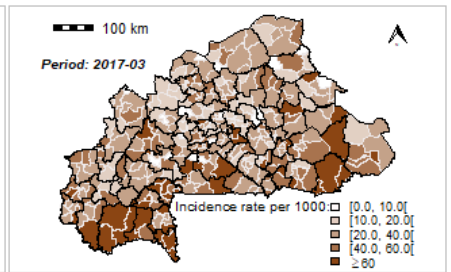 100 km
Period: 2017-03
Incidence rate per 1000:
[0.0, 10.0[
[10.0, 20.0[
[20.0, 40.0[
[40.0, 60.0[
≥60